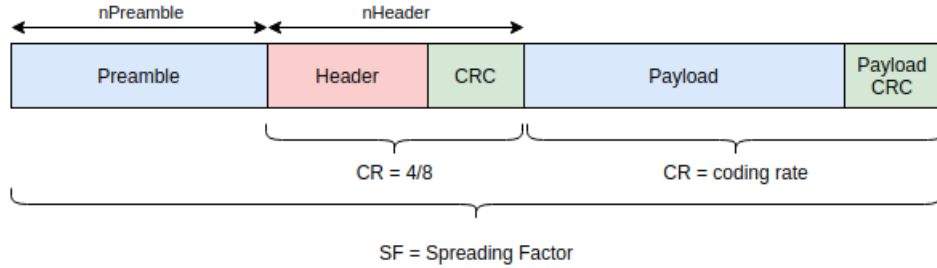 nPreamble
nHeader
Preamble
Header
CRC
Payload
Payload
CRC
CR = 4/8
CR = coding rate
SF = Spreading Factor